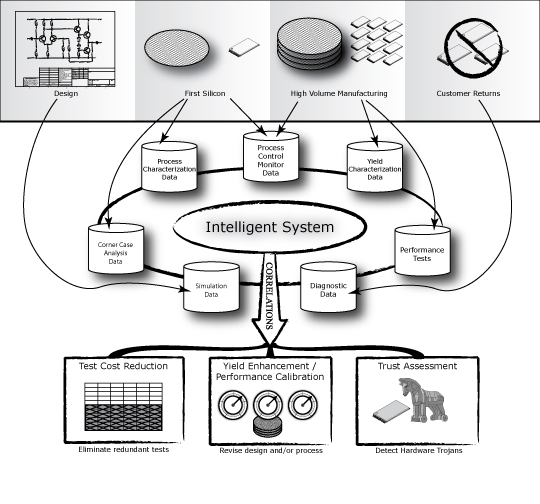 Design
First Silicon
High Volume Manufacturing
Customer Returns
Process
Characterization
Data
Process
Control
Monitor
Data
Yield
Characterization
Data
Intelligent System
Corner Case
Analysis
Data
Performance
Tests
Simulation
Data
Diagnostic
Data
CORRELATIONS
Test Cost Reduction
Yield Enhancement /
Performance Calibration
Trust Assessment
Eliminate redundant tests
Revise design and/or process
Detect Hardware Trojans